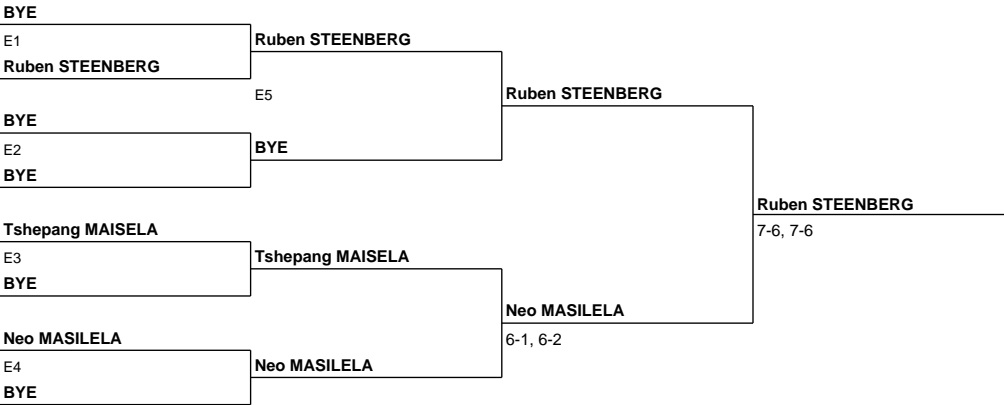 BYE
E1
Ruben STEENBERG
BYE
E2
BYE
Tshepang MAISELA
E3
BYE
Neo MASILELA
E4
BYE
Ruben STEENBERG
E5
BYE
Tshepang MAISELA
Neo MASILELA
Ruben STEENBERG
Neo MASILELA
6-1, 6-2
Ruben STEENBERG
7-6, 7-6